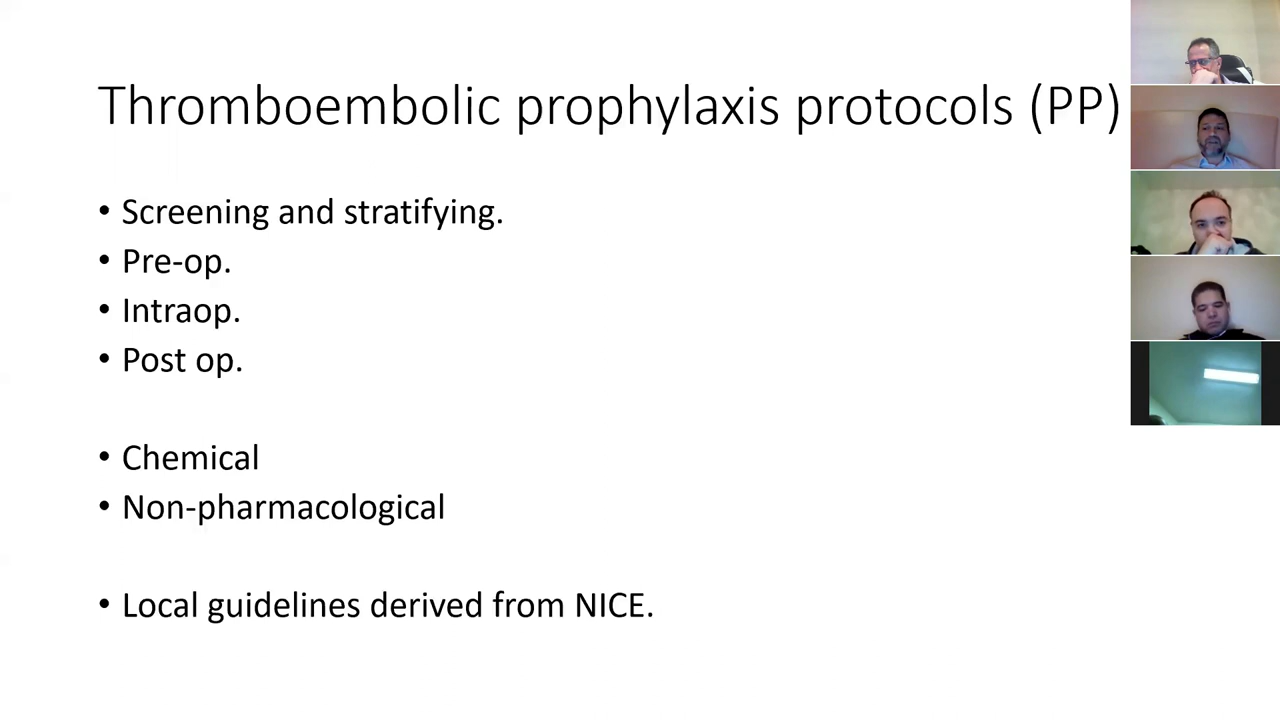 Thromboembolic prophylaxis protocols (PP)
• Screening and stratifying.
• Pre-op.
• Intraop.
• Post op.
• Chemical
• Non-pharmacological
• Local guidelines derived from NICE.